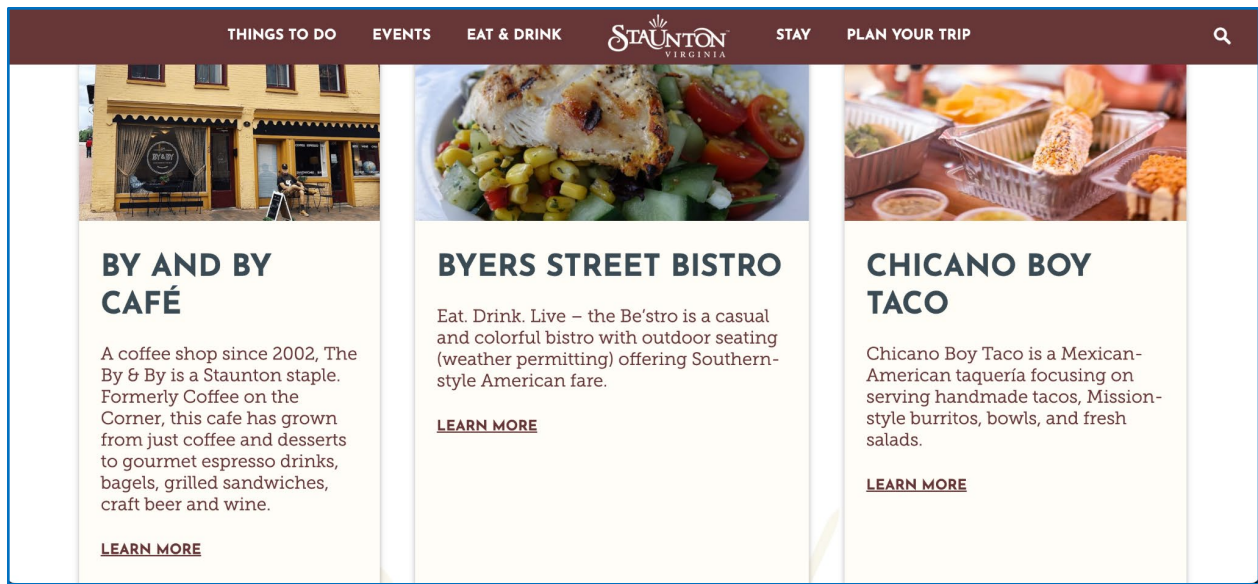 THINGS TO DO
EVENTS
EAT & DRINK
STAUNTON
VIRGINIA
STAY
PLAN YOUR TRIP
BY & BY
BY AND BY
CAFÉ
A coffee shop since 2002, The
By & By is a Staunton staple.
Formerly Coffee on the
Corner, this cafe has grown
from just coffee and desserts
to gourmet espresso drinks,
bagels, grilled sandwiches,
craft beer and wine.
LEARN MORE
BYERS STREET BISTRO
Eat. Drink. Live – the Be’stro is a casual
and colorful bistro with outdoor seating
(weather permitting) offering Southern-
style American fare.
LEARN MORE
CHICANO BOY
TACO
Chicano Boy Taco is a Mexican-
American taquería focusing on
serving handmade tacos, Mission-
style burritos, bowls, and fresh
salads.
LEARN MORE